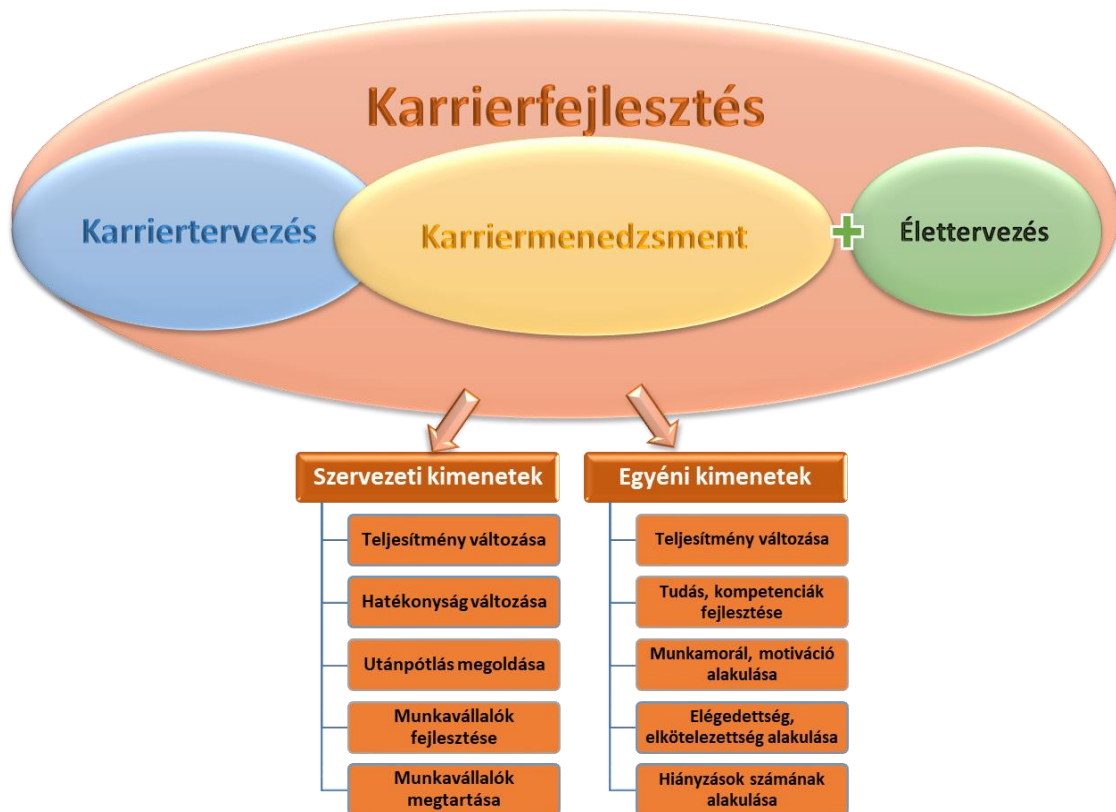 Karrierfejlesztés
Karriertervezés
Karriermenedzsment
+
Élettervezés
Szervezeti kimenetek
Teljesítmény változása
Hatékonyság változása
Utánpótlás megoldása
Munkavállalók
fejlesztése
Munkavállalók
megtartása
Egyéni kimenetek
Teljesítmény változása
Tudás, kompetenciák
fejlesztése
Munkamorál, motiváció
alakulása
Elégedettség,
elkötelezettség alakulása
Hiányzások számának
alakulása